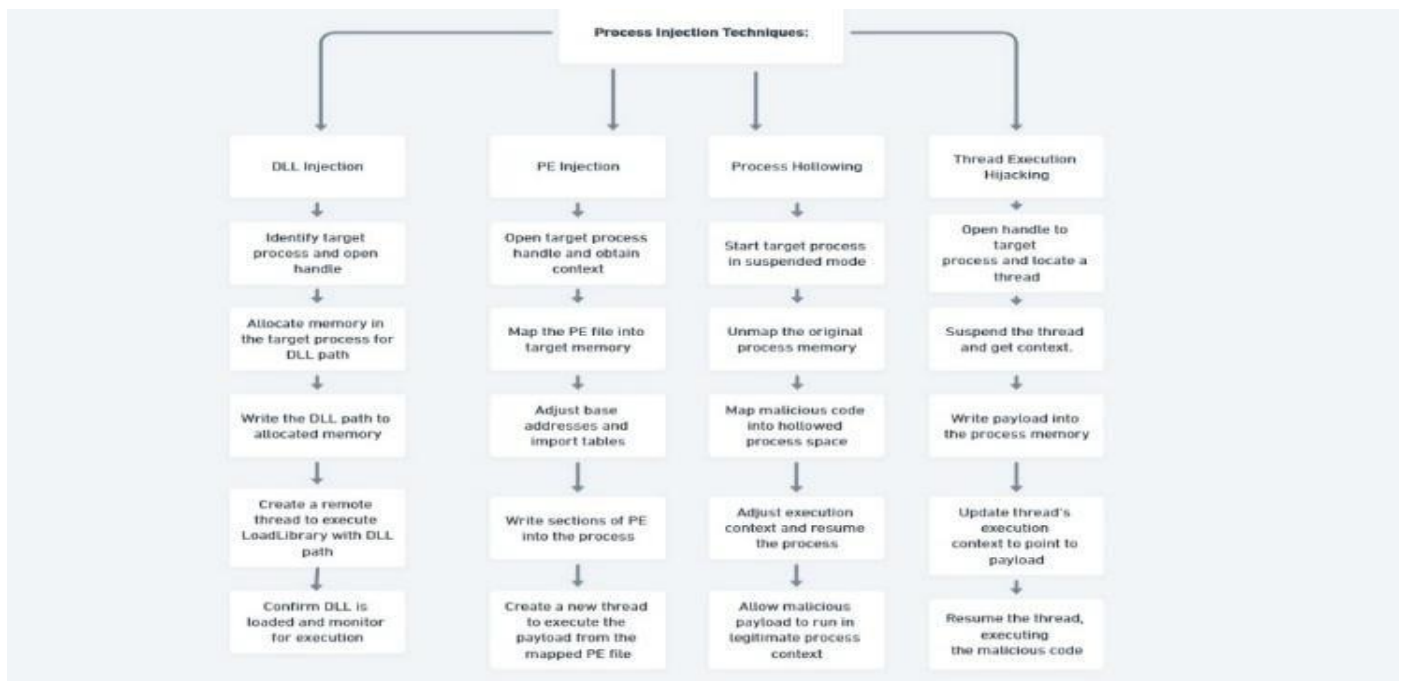 Process Injection Techniques:
DLL Injection
Identify target
process and open
handle
Allocate memory in
the target process for
DLL path
Write the DLL path to
allocated memory
Create a remote
thread to execute
LoadLibrary with DLL
path
Confirm DLL is
loaded and monitor
for execution
PE Injection
Open target process
handle and obtain
context
Map the PE file into
target memory
Adjust base
addresses and
import tables
Write sections of PE
into the process
Create a new thread
to execute the
payload from the
mapped PE file
Process Hollowing
Start target process
in suspended mode
Unmap the original
process memory
Map malicious code
into hollowed
process space
Adjust execution
context and resume
the process
Allow malicious
payload to run in
legitimate process
context
Thread Execution
Hijacking
Open handle to
target
process and locate a
thread
Suspend the thread
and get context.
Write payload into
the process memory
Update thread's
execution
context to point to
payload
Resume the thread,
executing
the malicious code